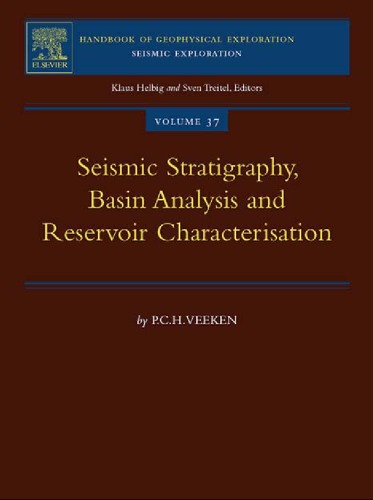 ELSEVIER
HANDBOOK OF GEOPHYSICAL EXPLORATION
SEISMIC EXPLORATION
Klaus Helbig and Sven Treitel, Editors
VOLUME 37
Seismic Stratigraphy,
Basin Analysis and
Reservoir Characterisation
by P.C.H.VEEKEN